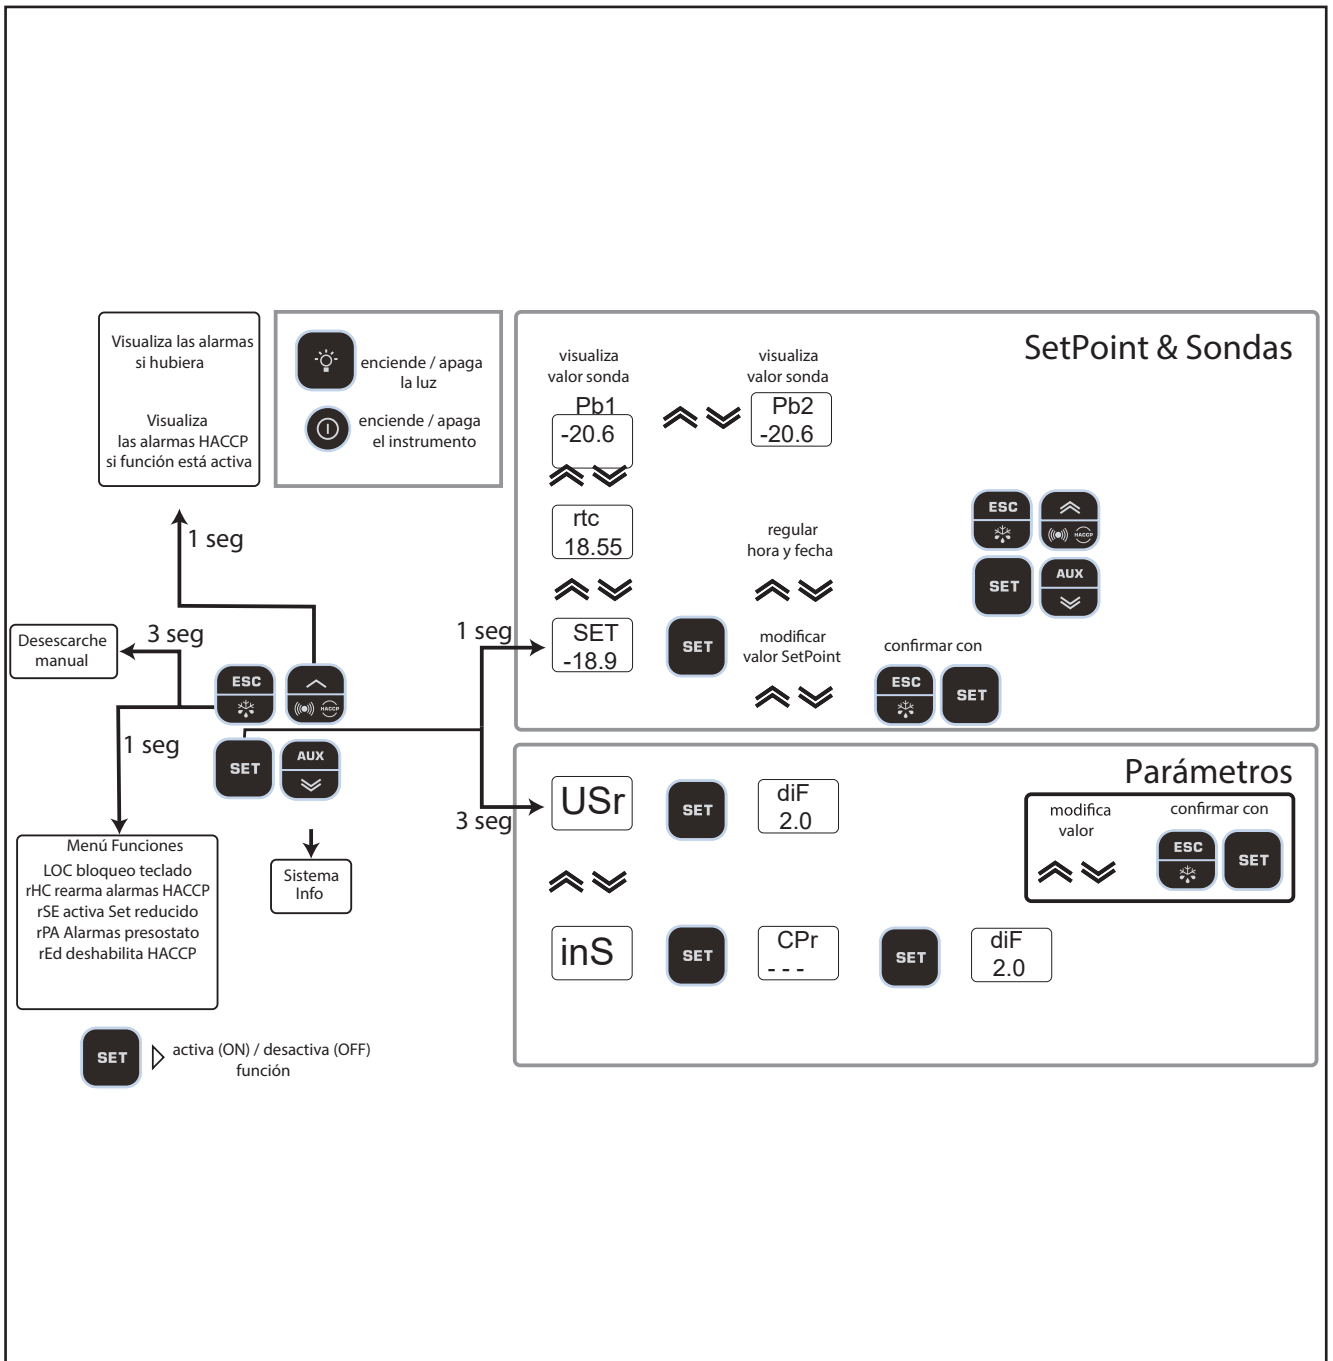 Visualiza las alarmas
si hubiera
Visualiza
las alarmas HACCP
si función está activa
enciende / apaga
la luz
enciende / apaga
el instrumento
SetPoint & Sondas
visualiza
valor sonda
Pb1
-20.6
visualiza
valor sonda
Pb2
-20.6
rtc
18.55
regular
hora y fecha
ESC
HACCP
SET
AUX
SET
-18.9
SET
modificar
valor SetPoint
confirmar con
ESC
SET
1 seg
3 seg
Desescarche
manual
1 seg
1 seg
3 seg
ESC
HACCP
SET
AUX
Menú Funciones
LOC bloqueo teclado
rHC rearma alarmas HACCP
rSE activa Set reducido
rPA Alarmas presostato
rEd deshabilita HACCP
Sistema
Info
SET
activa (ON) / desactiva (OFF)
función
Parámetros
USr
SET
diF
2.0
modifica
valor
confirmar con
ESC
SET
inS
SET
CPr
- - -
SET
diF
2.0